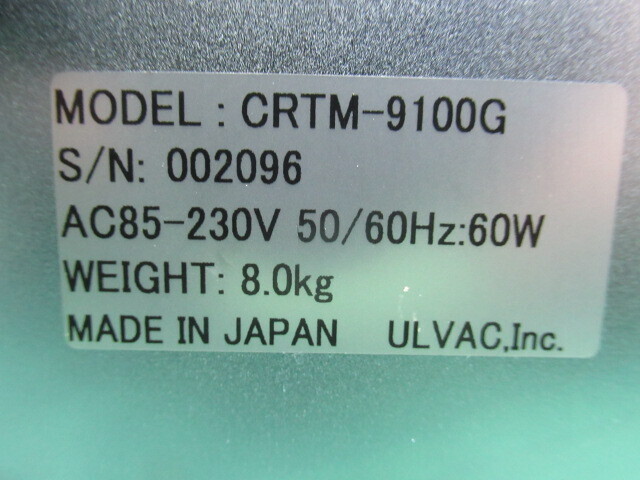 MODEL : CRTM-9100G
S/N: 002096
AC85-230V 50/60Hz:60W
WEIGHT: 8.0kg
MADE IN JAPAN ULVAC,Inc.